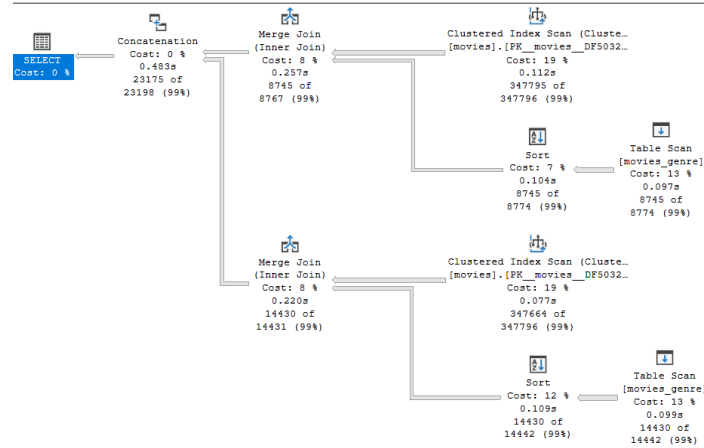 SELECT
Cost: 0 %
Concatenation
Cost: 0 %
0.483s
23175 of
23198 (99%)
Merge Join
(Inner Join)
Cost: 8 %
0.257s
8745 of
8767 (99%)
Clustered Index Scan (Cluste…
[movies].[PK__movies__DF5032…
Cost: 19 %
0.112s
347795 of
347796 (99%)
Sort
Cost: 7 %
0.104s
8745 of
8774 (99%)
Table Scan
[movies_genre]
Cost: 13 %
0.097s
8745 of
8774 (99%)
Merge Join
(Inner Join)
Cost: 8 %
0.220s
14430 of
14431 (99%)
Clustered Index Scan (Cluste…
[movies].[PK__movies__DF5032…
Cost: 19 %
0.077s
347664 of
347796 (99%)
Sort
Cost: 12 %
0.109s
14430 of
14442 (99%)
Table Scan
[movies_genre]
Cost: 13 %
0.099s
14430 of
14442 (99%)